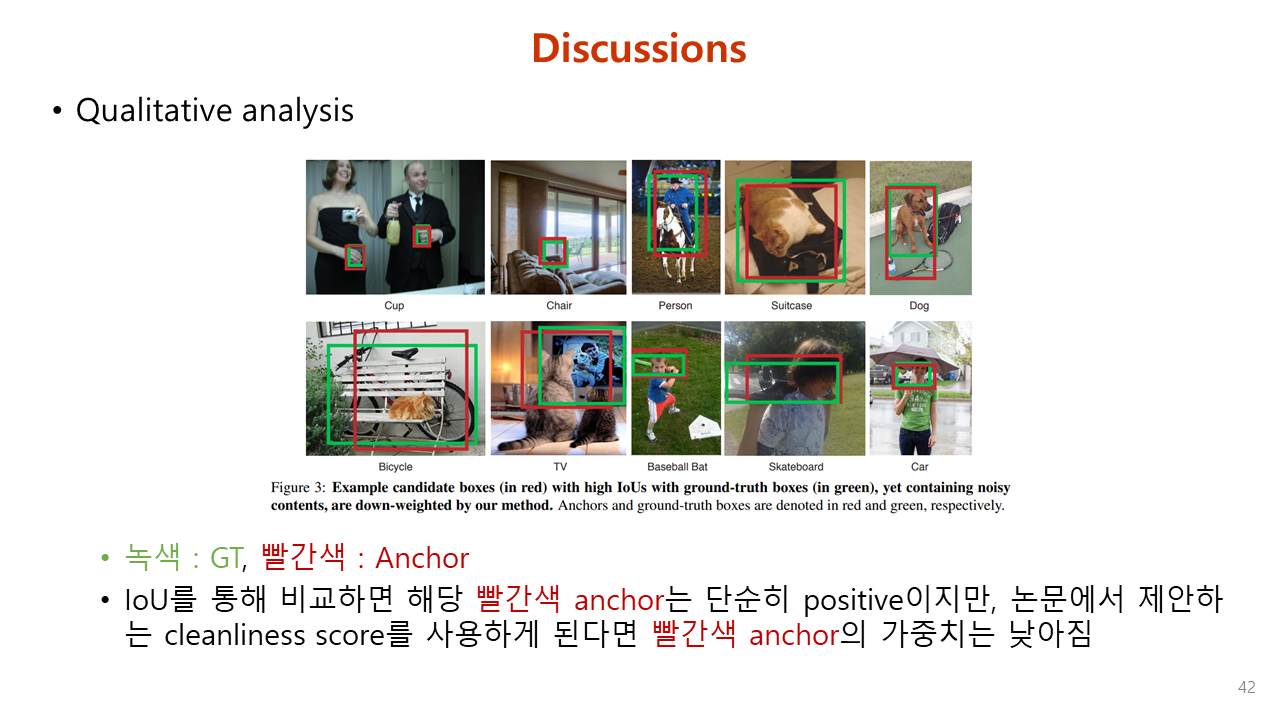 Discussions
• Qualitative analysis
Cup Chair Person Suitcase Dog
Bicycle TV Baseball Bat Skateboard Car
Figure 3: Example candidate boxes (in red) with high IoUs with ground-truth boxes (in green), yet containing noisy
contents, are down-weighted by our method. Anchors and ground-truth boxes are denoted in red and green, respectively.
• 녹색 : GT, 빨간색 : Anchor
• IoU를 통해 비교하면 해당 빨간색 anchor는 단순히 positive이지만, 논문에서 제안하
는 cleanliness score를 사용하게 된다면 빨간색 anchor의 가중치는 낮아짐
42